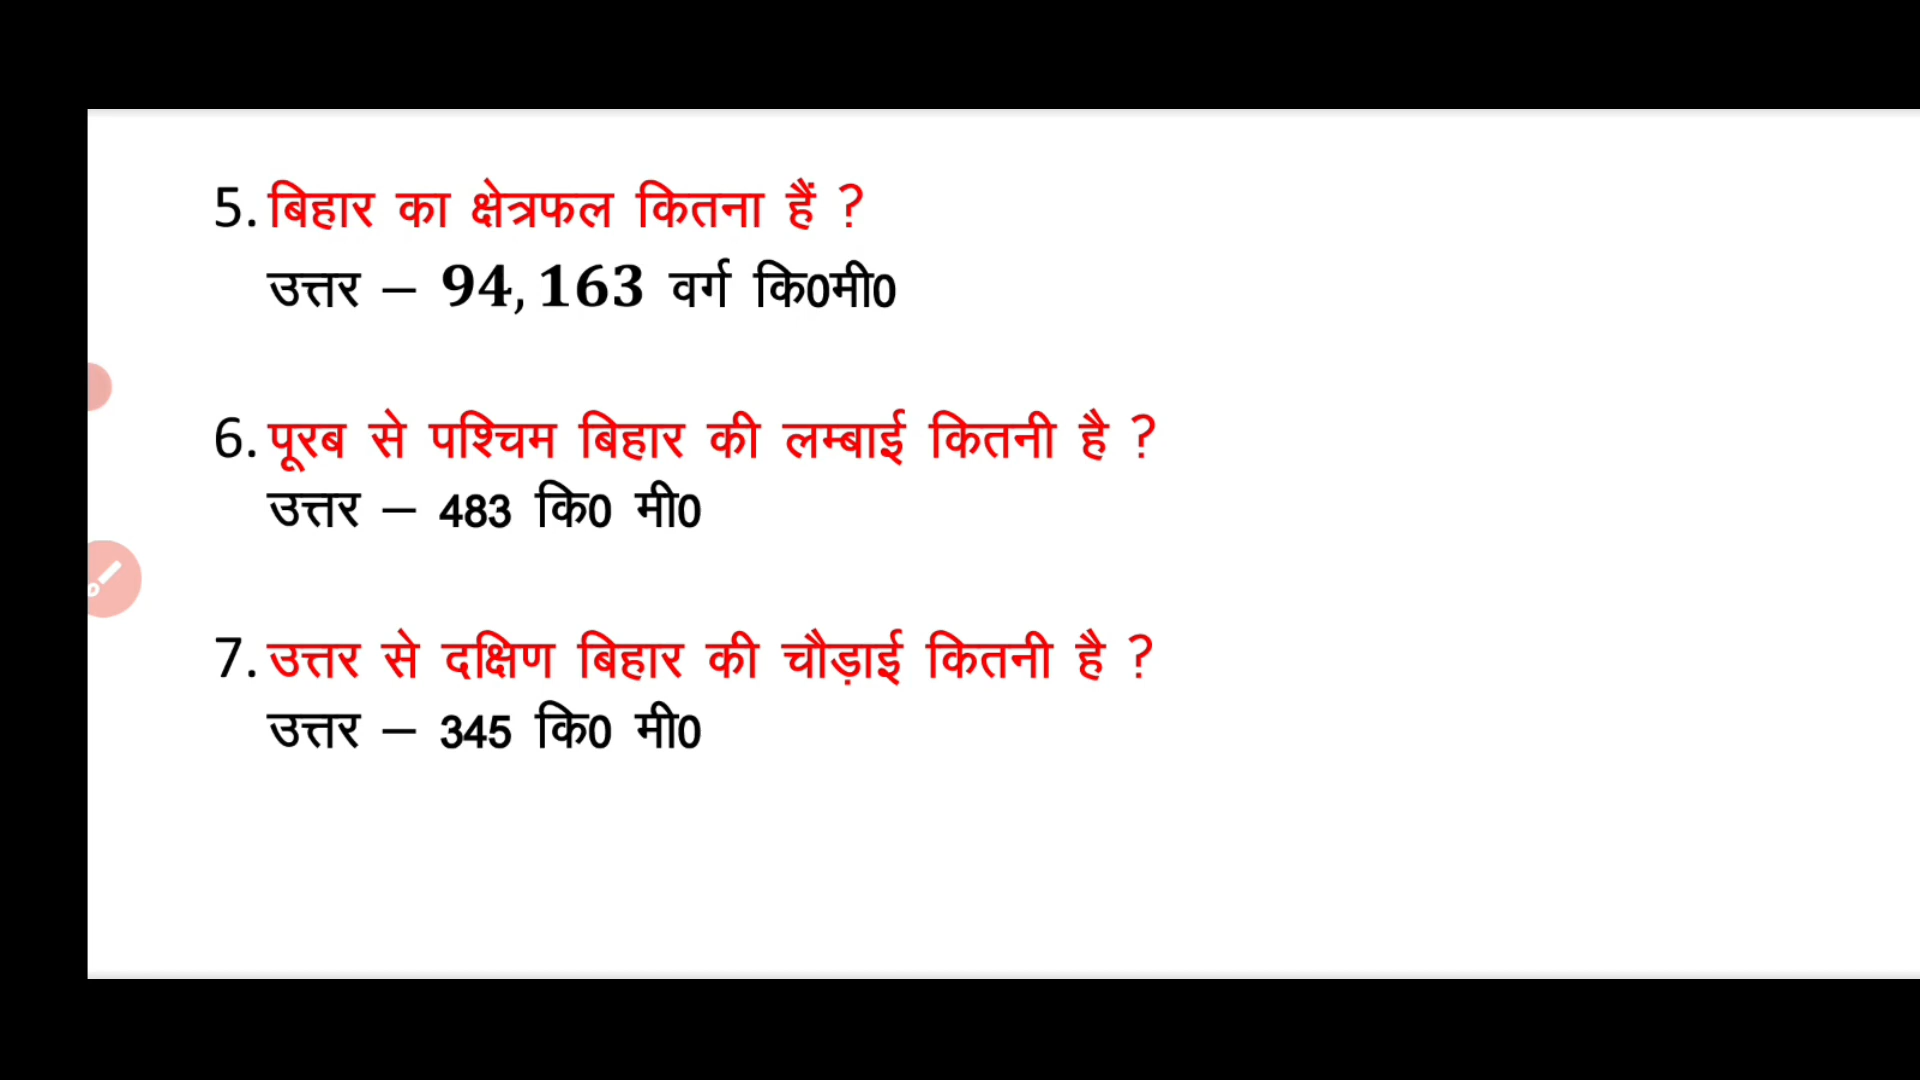 5. बिहार का क्षेत्रफल कितना हैं ?
उत्तर – 94,163 वर्ग कि0मी0
6. पूरब से पश्चिम बिहार की लम्बाई कितनी है ?
उत्तर – 483 कि0 मी0
7. उत्तर से दक्षिण बिहार की चौड़ाई कितनी है ?
उत्तर – 345 कि0 मी0